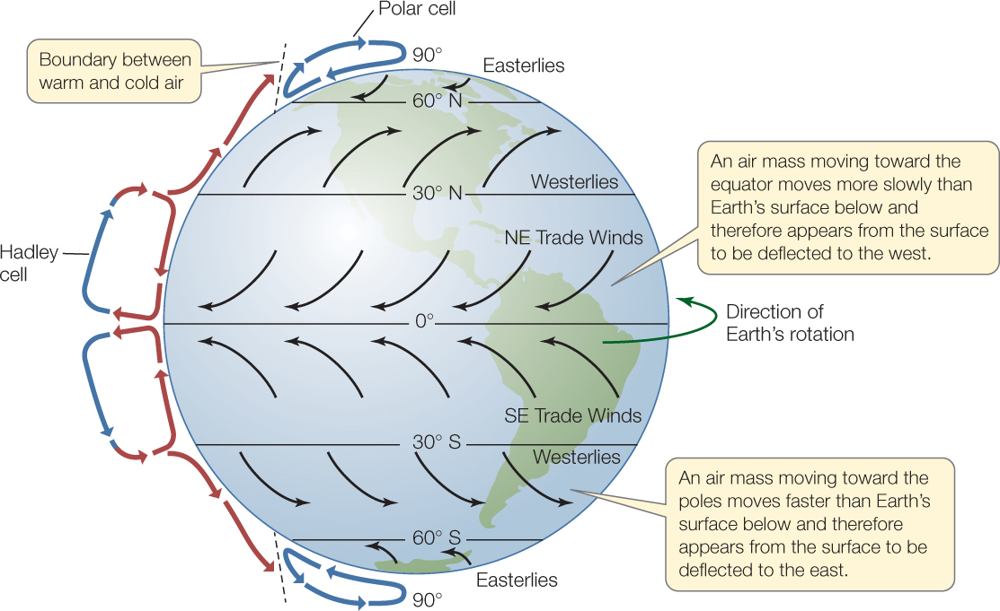 Polar cell
Boundary between
warm and cold air
90°
Easterlies
60° N
An air mass moving toward the
equator moves more slowly than
Earth’s surface below and
therefore appears from the surface
to be deflected to the west.
Westerlies
30° N
NE Trade Winds
Hadley
cell
0°
Direction of
Earth’s rotation
SE Trade Winds
30° S
Westerlies
An air mass moving toward the
poles moves faster than Earth’s
surface below and therefore
appears from the surface to be
deflected to the east.
60° S
Easterlies
90°